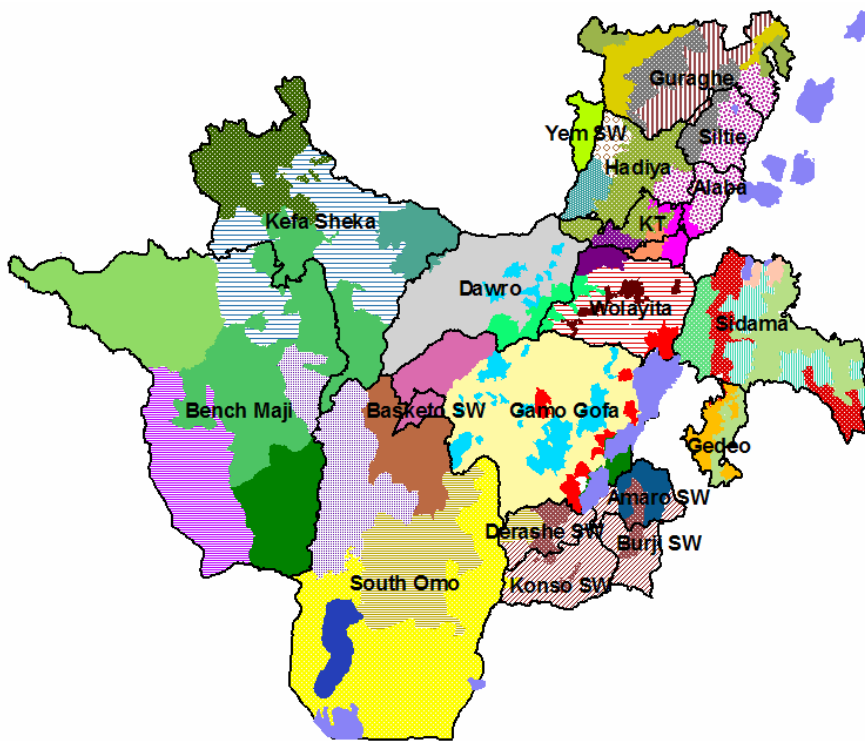 Guraghe
Yem SW
Siltie
Hadiya
Alaba
Kefa Sheka
KT
Dawro
Wolayita
Sidama
Bench Maji
Basketo SW
Gamo Gofa
Gedeo
Amaro SW
Derashe SW
Burji SW
South Omo
Konso SW